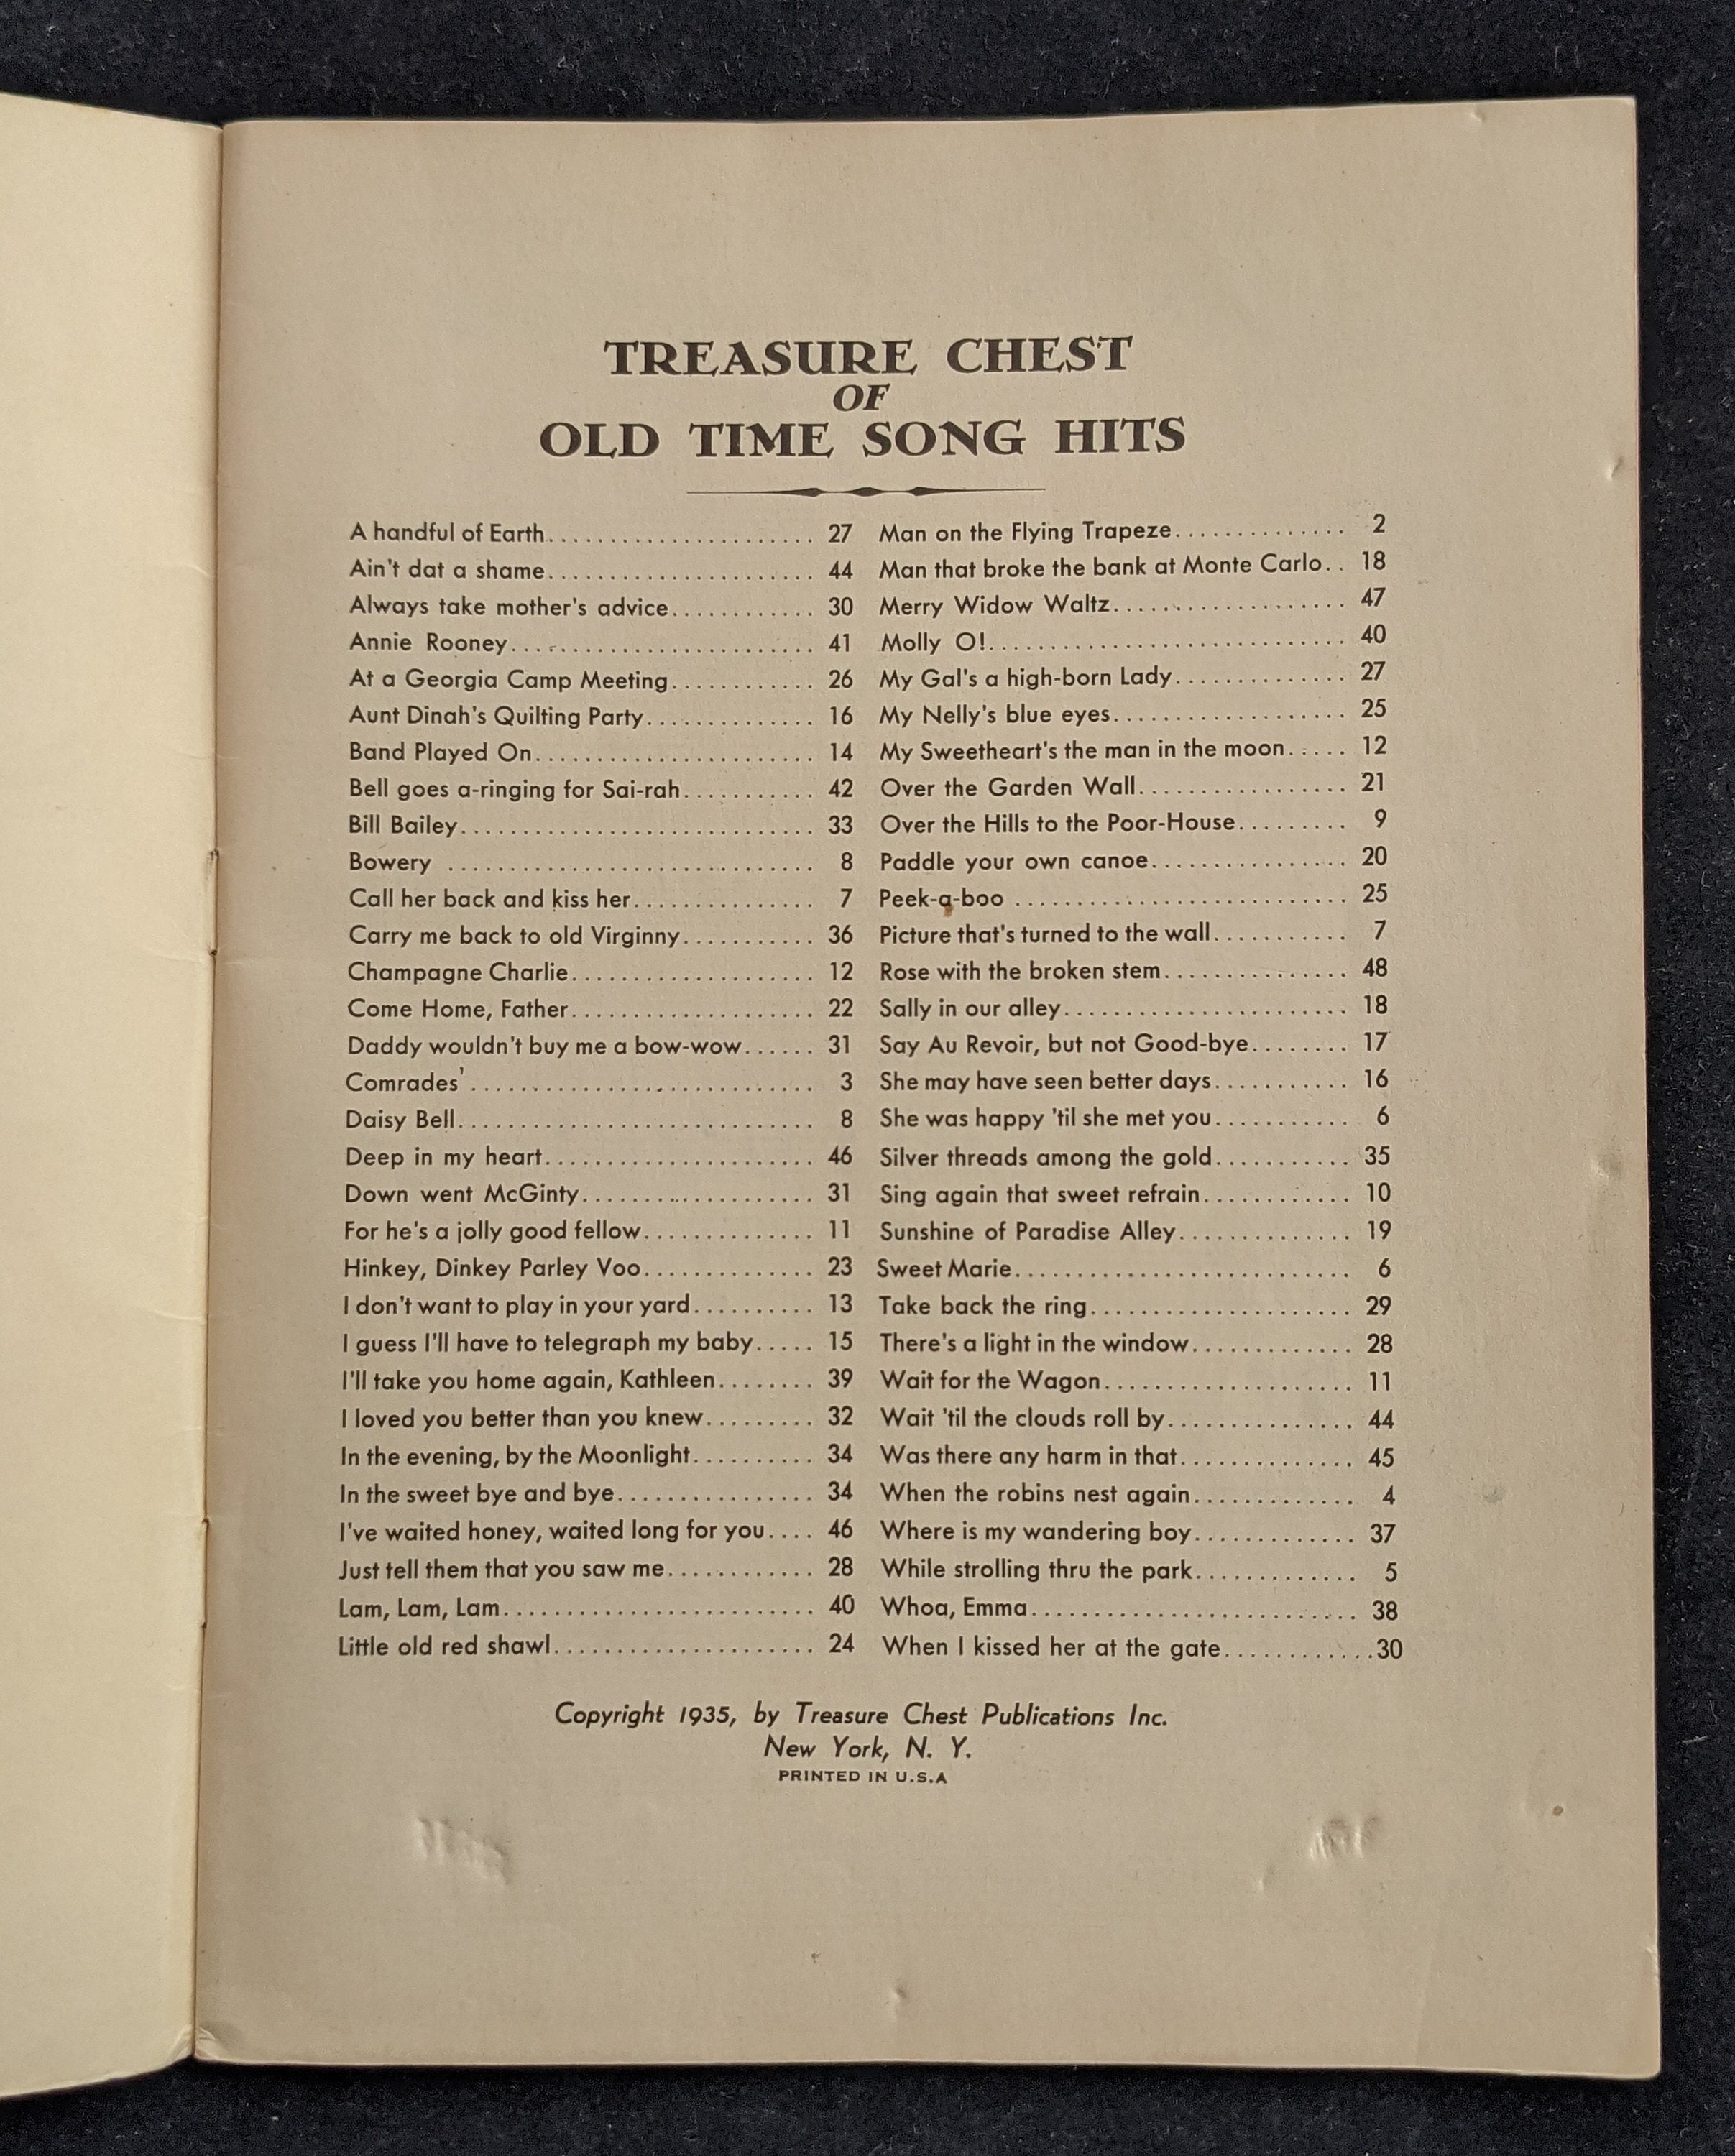 TREASURE CHEST
OF
OLD TIME SONG HITS
A handful of Earth...................... 27
Ain't dat a shame...................... 44
Always take mother's advice............ 30
Annie Rooney......................... 41
At a Georgia Camp Meeting............ 26
Aunt Dinah's Quilting Party.............. 16
Band Played On....................... 14
Bell goes a-ringing for Sai-rah........... 42
Bill Bailey............................. 33
Bowery .............................. 8
Call her back and kiss her............... 7
Carry me back to old Virginny........... 36
Champagne Charlie.................... 12
Come Home, Father.................... 22
Daddy wouldn't buy me a bow-wow...... 31
Comrades'............................ 3
Daisy Bell............................. 8
Deep in my heart...................... 46
Down went McGinty................... 31
For he's a jolly good fellow.............. 11
Hinkey, Dinkey Parley Voo.............. 23
I don't want to play in your yard.......... 13
I guess I'll have to telegraph my baby..... 15
I'll take you home again, Kathleen........ 39
I loved you better than you knew......... 32
In the evening, by the Moonlight.......... 34
In the sweet bye and bye................ 34
I've waited honey, waited long for you.... 46
Just tell them that you saw me............ 28
Lam, Lam, Lam......................... 40
Little old red shawl..................... 24
Man on the Flying Trapeze.............. 2
Man that broke the bank at Monte Carlo.. 18
Merry Widow Waltz................... 47
Molly O!............................. 40
My Gal's a high-born Lady.............. 27
My Nelly's blue eyes................... 25
My Sweetheart's the man in the moon..... 12
Over the Garden Wall................. 21
Over the Hills to the Poor-House......... 9
Paddle your own canoe................ 20
Peek-a-boo ........................... 25
Picture that's turned to the wall........... 7
Rose with the broken stem............... 48
Sally in our alley....................... 18
Say Au Revoir, but not Good-bye........ 17
She may have seen better days........... 16
She was happy 'til she met you........... 6
Silver threads among the gold........... 35
Sing again that sweet refrain............ 10
Sunshine of Paradise Alley.............. 19
Sweet Marie........................... 6
Take back the ring..................... 29
There's a light in the window............. 28
Wait for the Wagon.................... 11
Wait 'til the clouds roll by............... 44
Was there any harm in that.............. 45
When the robins nest again............. 4
Where is my wandering boy............. 37
While strolling thru the park............. 5
Whoa, Emma.......................... 38
When I kissed her at the gate............30
Copyright 1935, by Treasure Chest Publications Inc.
New York, N. Y.
PRINTED IN U.S.A